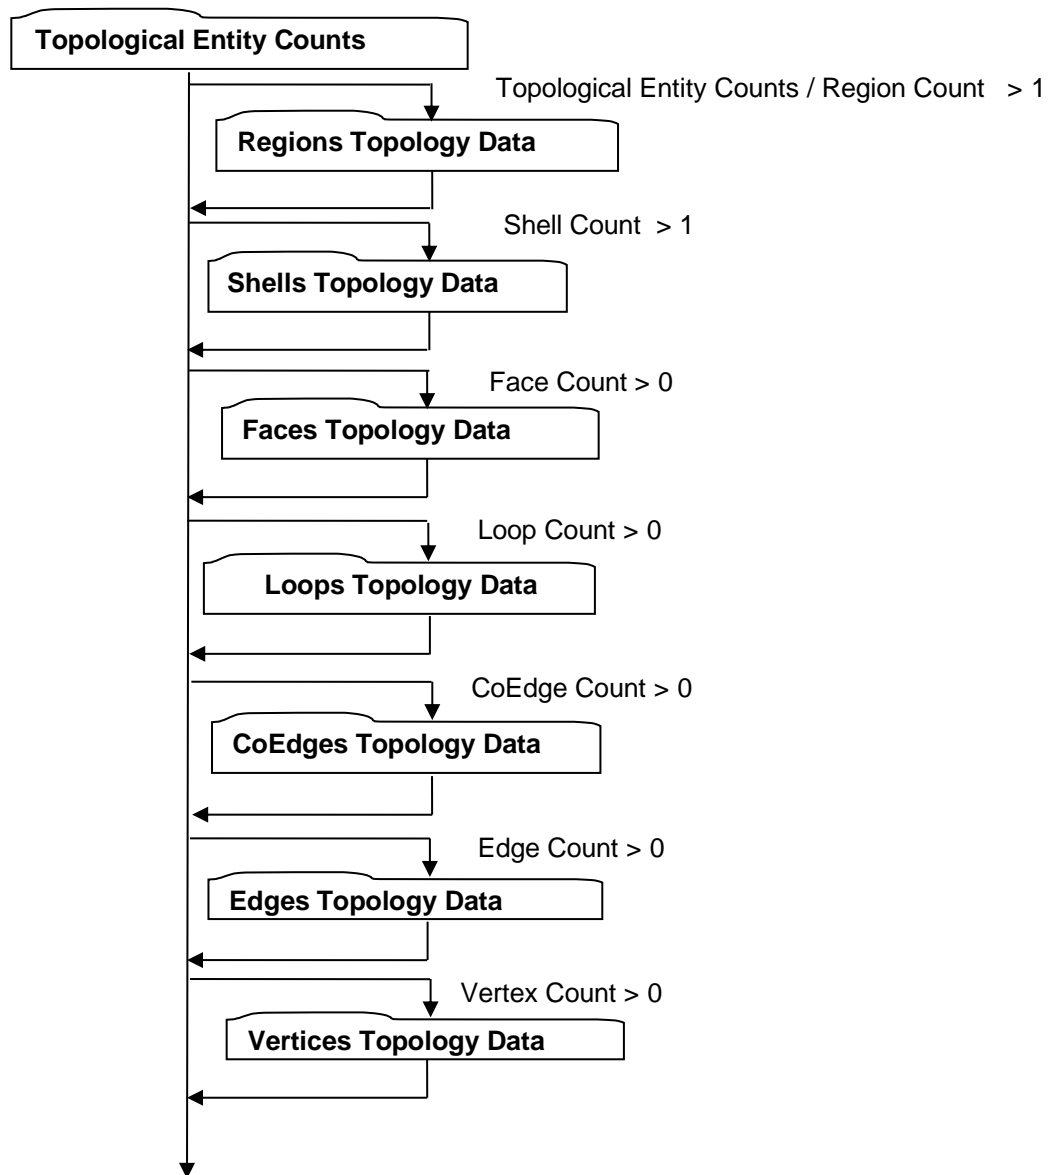 Topological Entity Counts
Topological Entity Counts / Region Count > 1
Regions Topology Data
Shell Count > 1
Shells Topology Data
Face Count > 0
Faces Topology Data
Loop Count > 0
Loops Topology Data
CoEdge Count > 0
CoEdges Topology Data
Edge Count > 0
Edges Topology Data
Vertex Count > 0
Vertices Topology Data